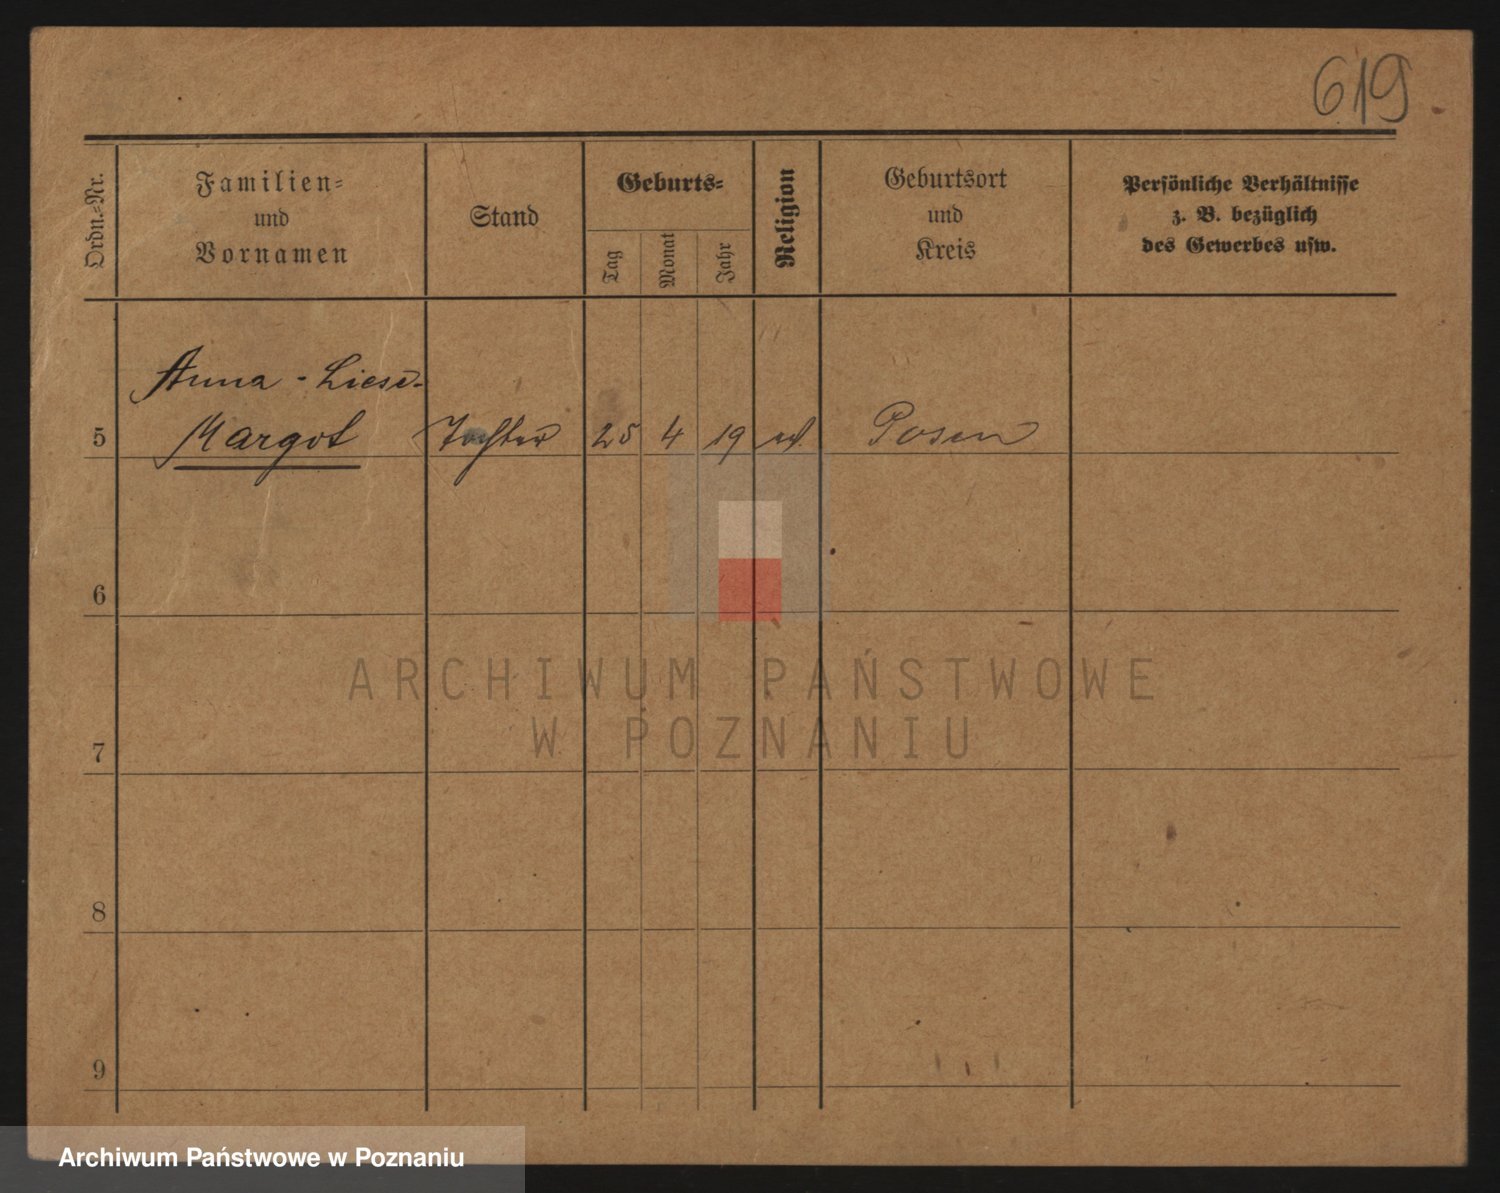 619
Ordn.-Nr.
Familien-
und
Vornamen
Stand
Geburts-
Tag
Monat
Jahr
Religion
Geburtsort
und
Kreis
Persönliche Verhältnisse
z. B. bezüglich
des Gewerbes usw.
Anna - Liese-
5 Margot Tochter 25 4 19 ev. Posen
6
7
8
9
ARCHIWUM PAŃSTWOWE
W POZNANIU
Archiwum Państwowe w Poznaniu